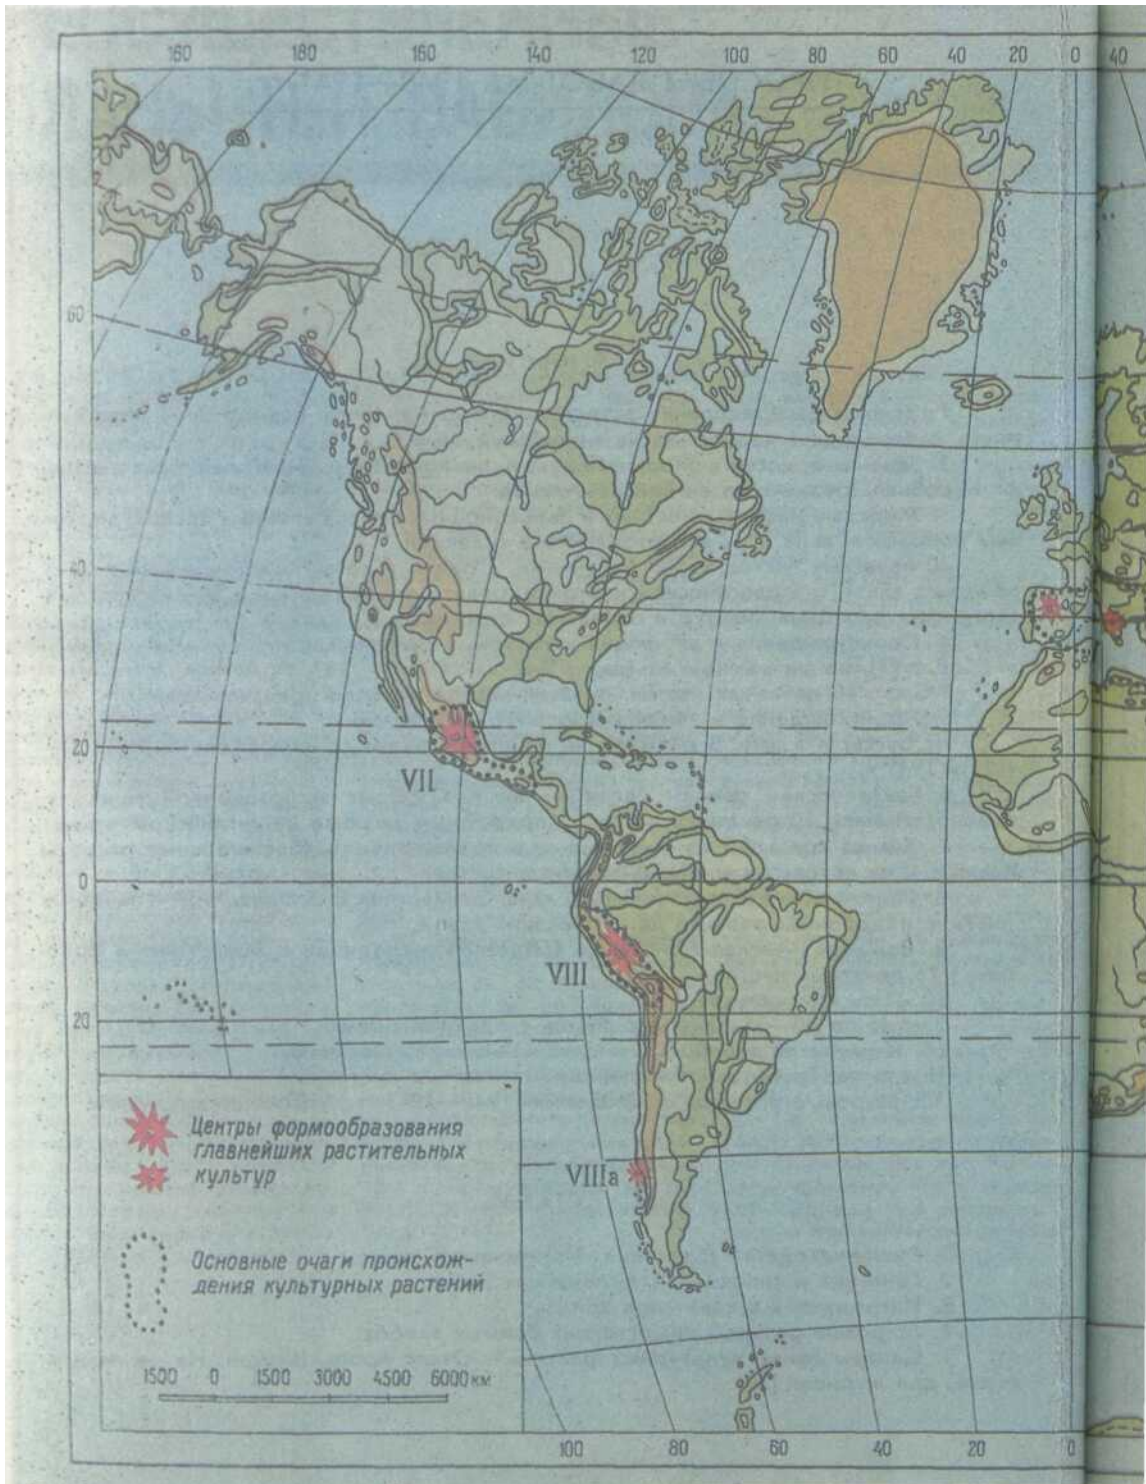 160 180 160 140 120 100 80 60 40 20 0 40
60
40
20
VII
0
VIII
20
VIIIa
Центры формообразования
главнейших растительных
культур
Основные очаги происхож-
дения культурных растений
1500 0 1500 3000 4500 6000 км
100 80 60 40 20 0